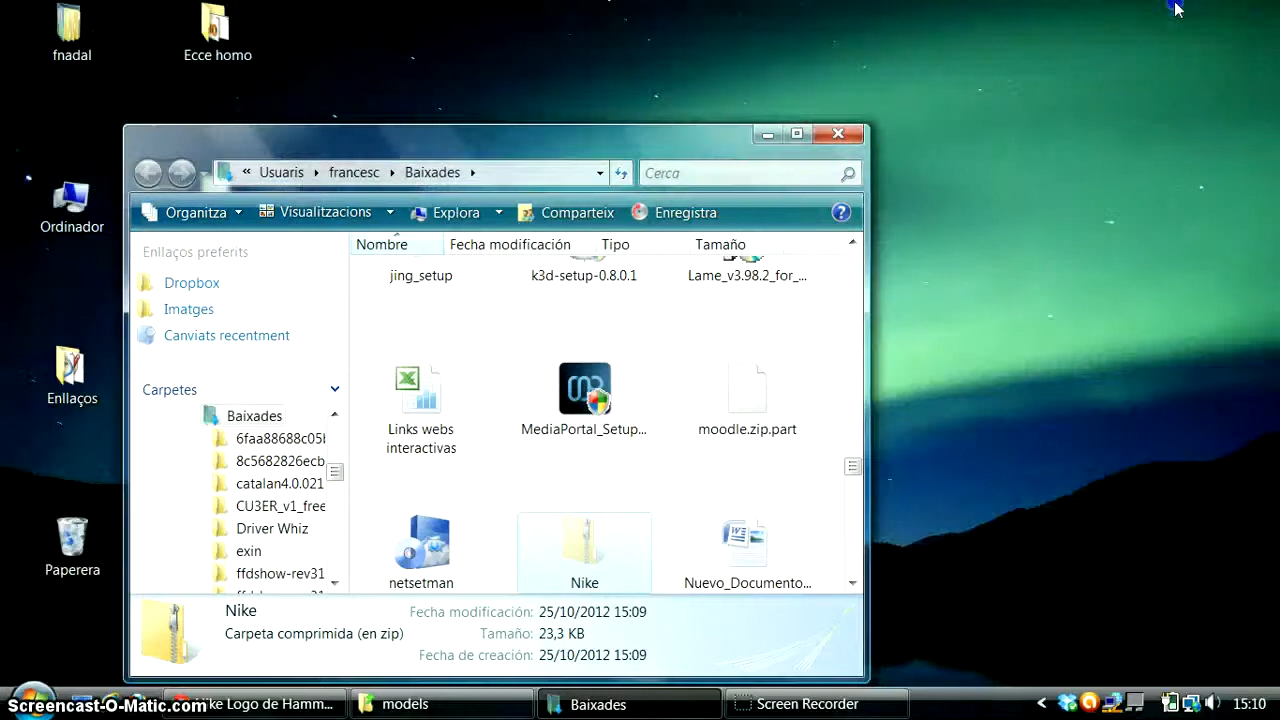 fnadal
Ecce homo
Ordinador
Enllaços
Paperera
« Usuaris francesc Baixades
Cerca
Organitza Visualitzacions Explora Comparteix Enregistra
Enllaços preferits
Dropbox
Imatges
Canviats recentment
Carpetes
Baixades
6faa88688c05b
8c5682826ecb
catalan4.0.021
CU3ER_v1_free
Driver Whiz
exin
ffdshow-rev31
Nombre Fecha modificación Tipo Tamaño
jing_setup k3d-setup-0.8.0.1 Lame_v3.98.2_for_...
Links webs interactivas
MediaPortal_Setup...
moodle.zip.part
netsetman Nike Nuevo_Documento...
Nike
Carpeta comprimida (en zip)
Fecha modificación: 25/10/2012 15:09
Tamaño: 23,3 KB
Fecha de creación: 25/10/2012 15:09
Screencast-O-Matic.com
Nike Logo de Hamm... models Baixades Screen Recorder 15:10